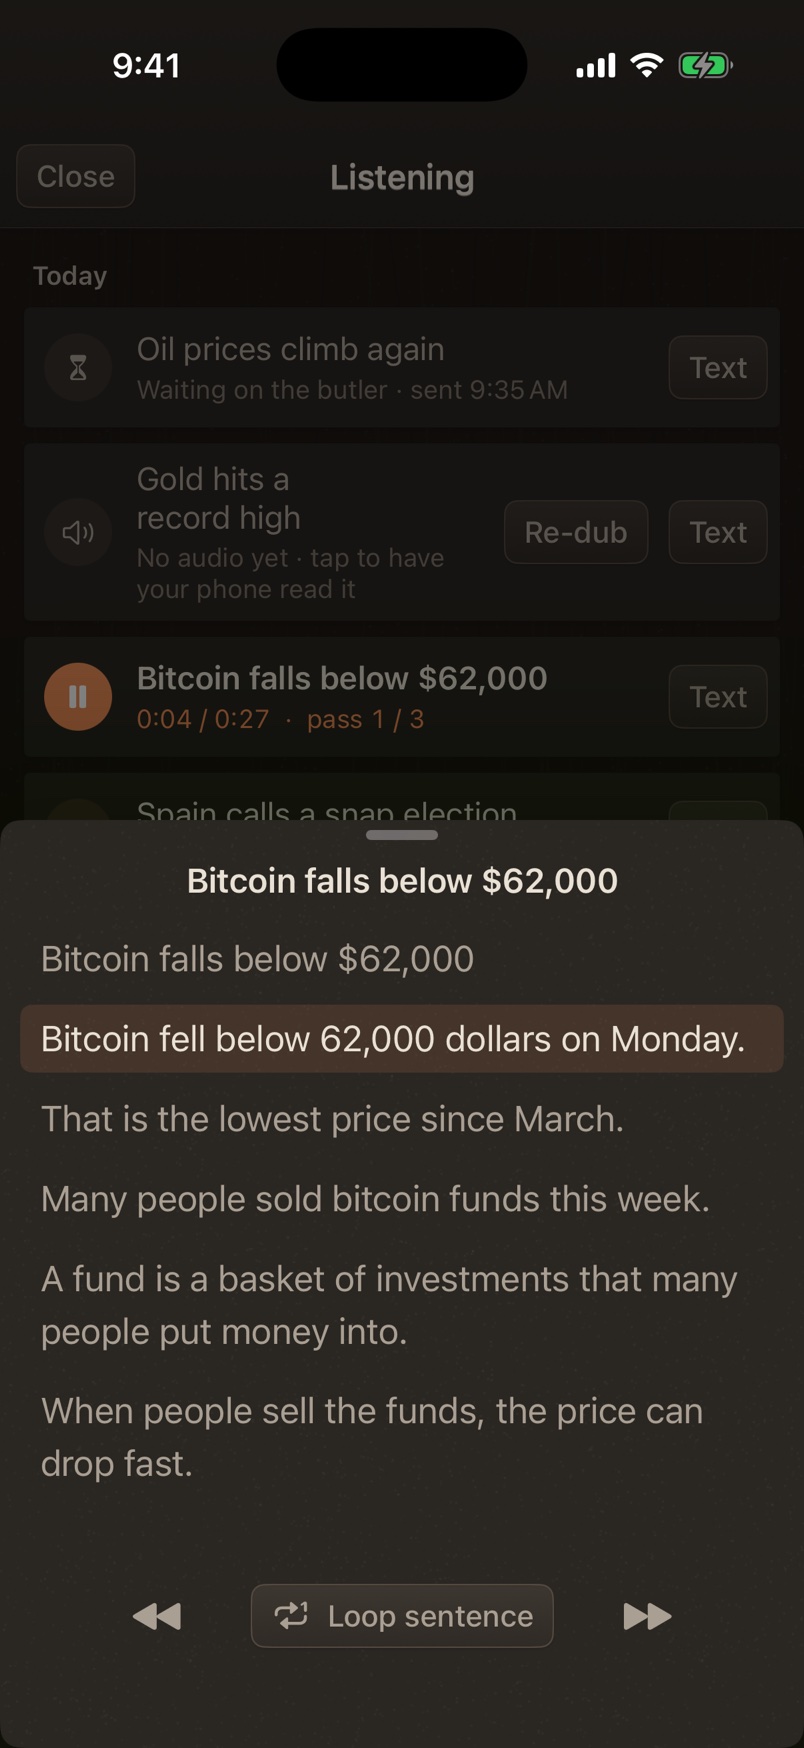 9:41
Close
Listening
Today
Oil prices climb again
Waiting on the butler · sent 9:35 AM
Text
Gold hits a
record high
No audio yet · tap to have
your phone read it
Re-dub
Text
Bitcoin falls below $62,000
0:04 / 0:27 · pass 1 / 3
Text
Spain calls a snap election
Bitcoin falls below $62,000
Bitcoin falls below $62,000
Bitcoin fell below 62,000 dollars on Monday.
That is the lowest price since March.
Many people sold bitcoin funds this week.
A fund is a basket of investments that many
people put money into.
When people sell the funds, the price can
drop fast.
Loop sentence